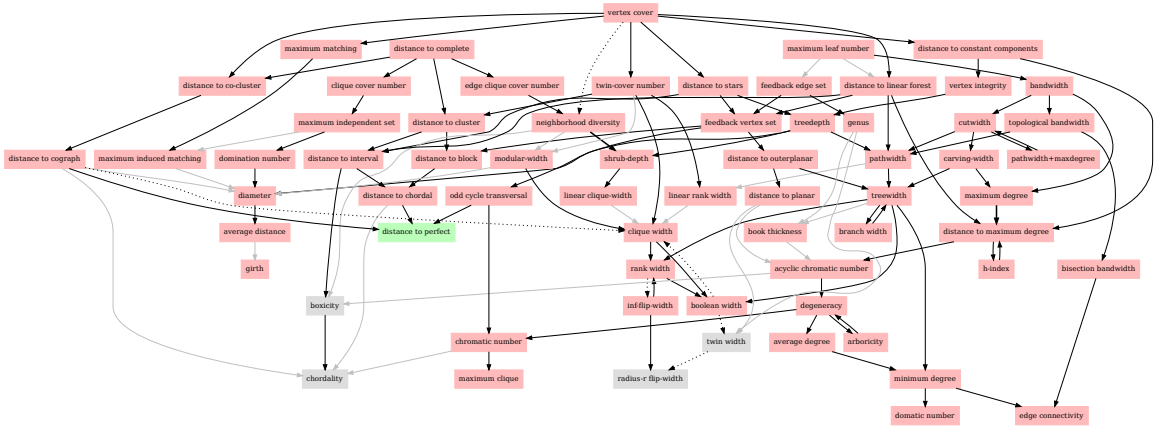 vertex cover
maximum matching
distance to complete
maximum leaf number
distance to constant components
distance to co-cluster
clique cover number
edge clique cover number
twin-cover number
distance to stars
feedback edge set
distance to linear forest
vertex integrity
bandwidth
maximum independent set
distance to cluster
neighborhood diversity
feedback vertex set
treedepth
genus
cutwidth
topological bandwidth
distance to cograph
maximum induced matching
domination number
distance to interval
distance to block
modular-width
shrub-depth
distance to outerplanar
pathwidth
carving-width
pathwidth+maxdegree
diameter
distance to chordal
odd cycle transversal
linear clique-width
linear rank width
distance to planar
treewidth
maximum degree
average distance
distance to perfect
clique width
book thickness
branch width
distance to maximum degree
girth
rank width
acyclic chromatic number
h-index
bisection bandwidth
boxicity
inf-flip-width
boolean width
degeneracy
chromatic number
twin width
average degree
arboricity
chordality
maximum clique
radius-r flip-width
minimum degree
domatic number
edge connectivity